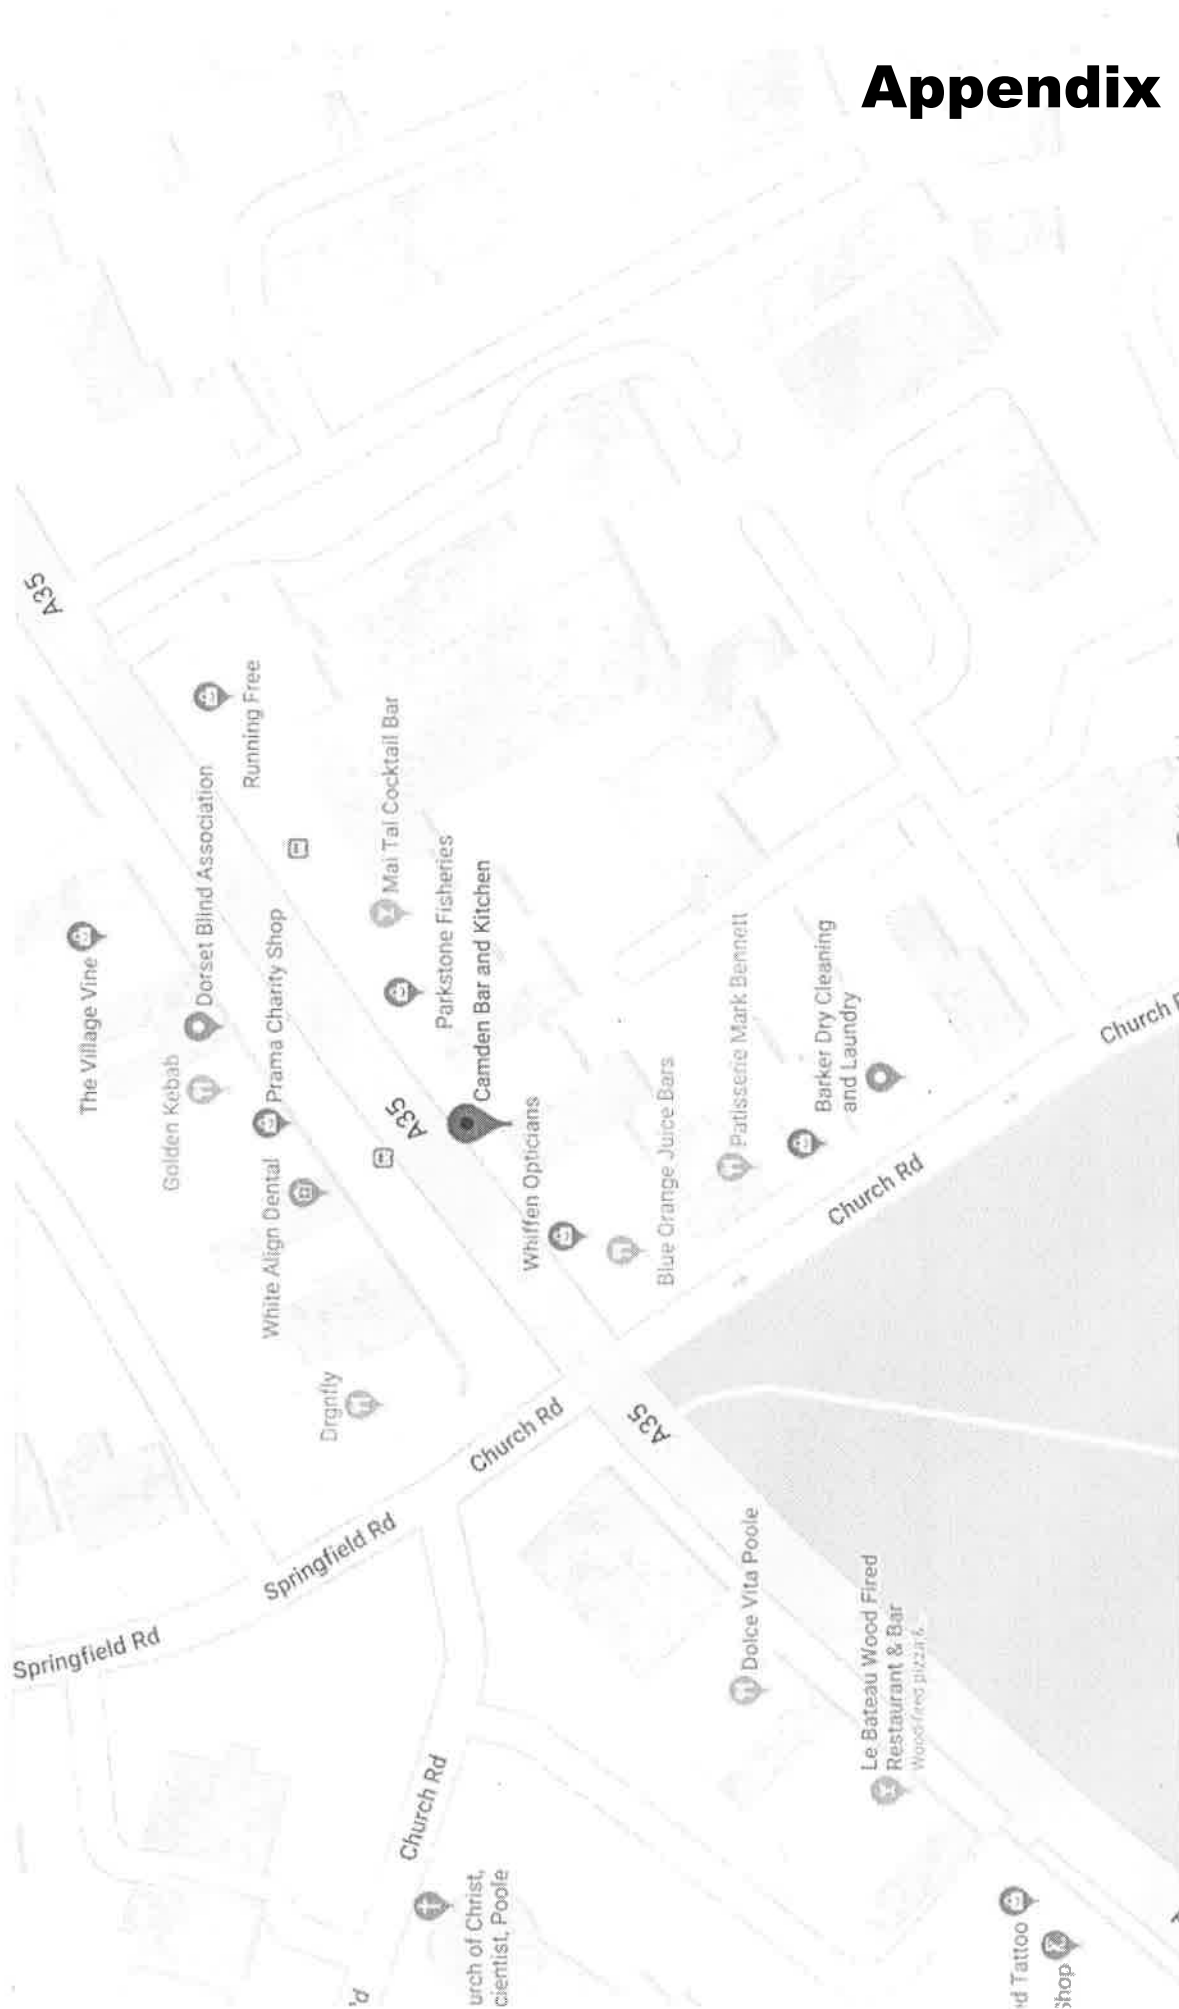 Appendix
A35
Running Free
Mai Tai Cocktail Bar
Dorset Blind Association
The Village Vine
Prama Charity Shop
Parkstone Fisheries
Camden Bar and Kitchen
Golden Kebab
A35
White Align Dental
Whiffen Opticians
Blue Orange Juice Bars
Patisserie Mark Bennett
Barker Dry Cleaning
and Laundry
Church
Church Rd
Drgnfly
Church Rd
A35
Springfield Rd
Springfield Rd
Dolce Vita Poole
Le Bateau Wood Fired
Restaurant & Bar
Wood-fired pizza &
Church Rd
urch of Christ,
cientist, Poole
d Tattoo
shop